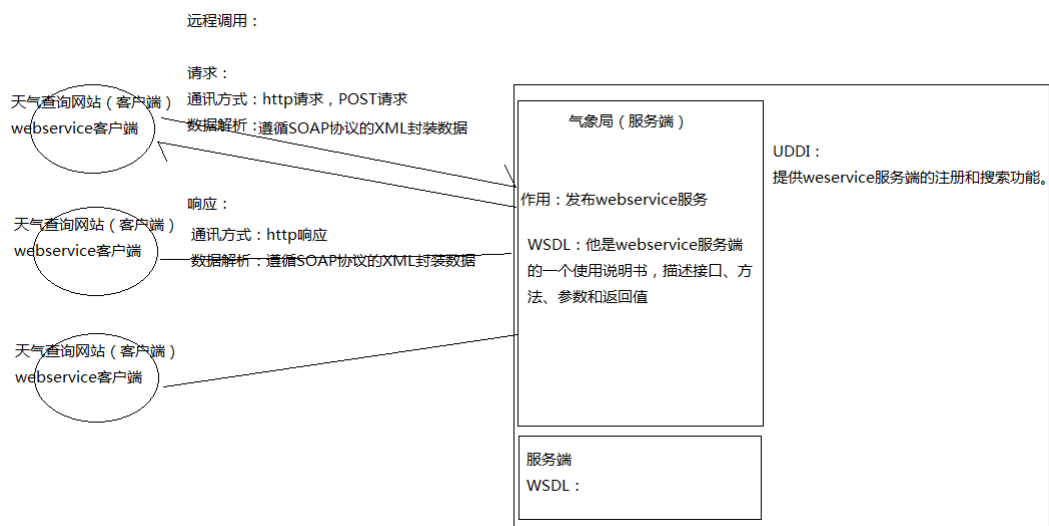 远程调用：
请求：
通讯方式：http请求，POST请求
数据解析：遵循SOAP协议的XML封装数据
天气查询网站（客户端）
webservice客户端
响应：
通讯方式：http响应
数据解析：遵循SOAP协议的XML封装数据
天气查询网站（客户端）
webservice客户端
天气查询网站（客户端）
webservice客户端
气象局（服务端）
作用：发布webservice服务
WSDL：他是webservice服务端
的一个使用说明书，描述接口、方
法、参数和返回值
服务端
WSDL：
UDDI：
提供weservice服务端的注册和搜索功能。